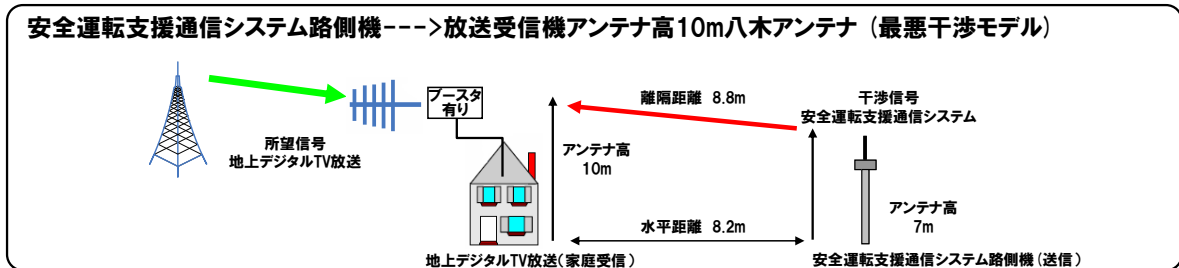 安全運転支援通信システム路側機--->放送受信機アンテナ高10m八木アンテナ (最悪干渉モデル)
ブースタ
有り
離隔距離 8.8m
干渉信号
安全運転支援通信システム
所望信号
地上デジタルTV放送
アンテナ高
10m
アンテナ高
7m
水平距離 8.2m
地上デジタルTV放送(家庭受信)
安全運転支援通信システム路側機(送信)